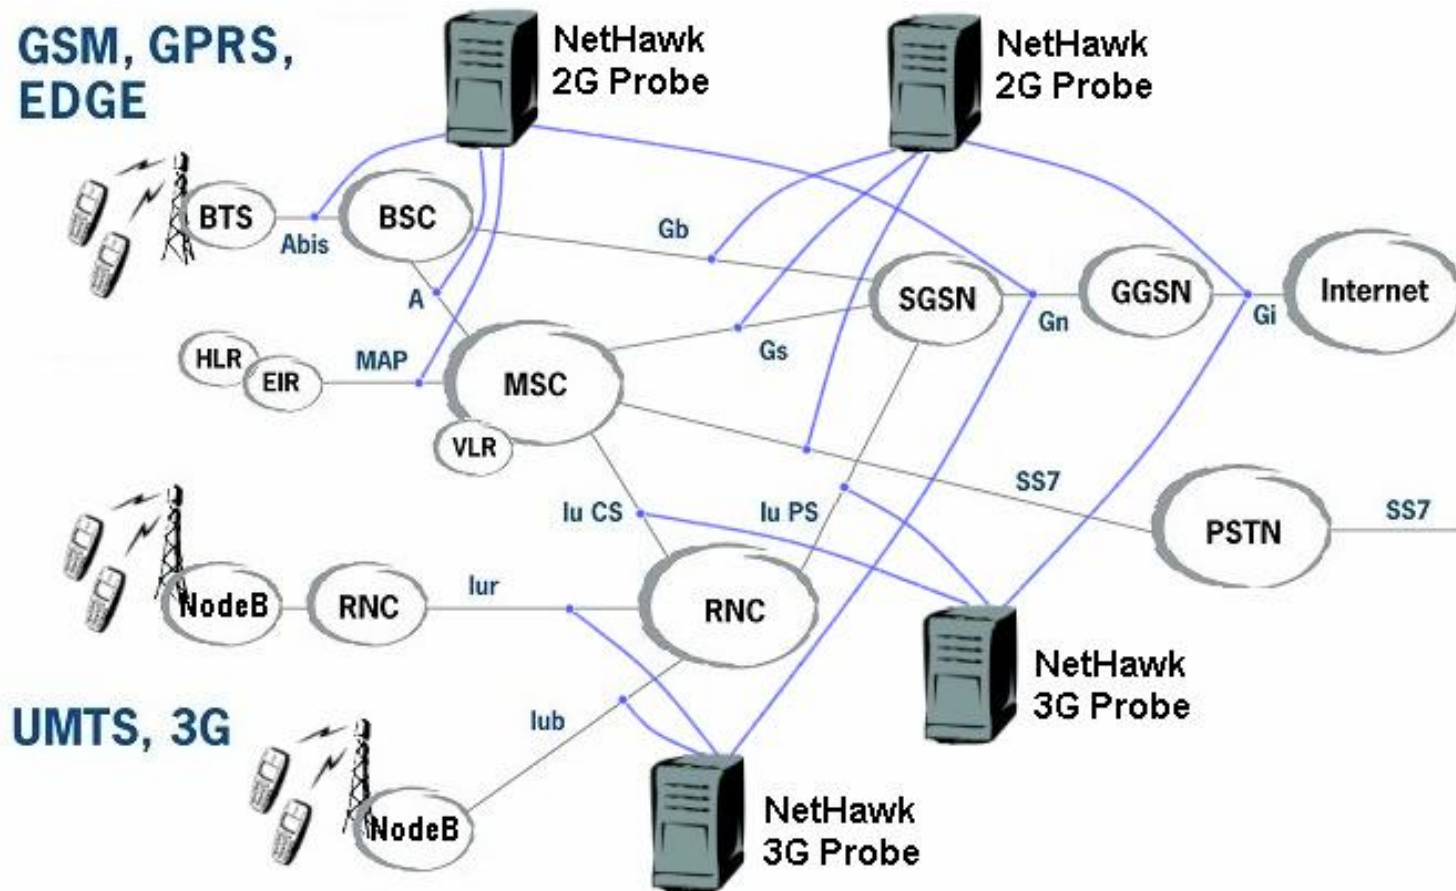 GSM, GPRS,
EDGE
NetHawk
2G Probe
NetHawk
2G Probe
BTS
Abis
BSC
Gb
A
SGSN
Gn
GGSN
Gi
Internet
HLR
EIR
MAP
MSC
Gs
VLR
Iu CS
Iu PS
SS7
PSTN
SS7
NodeB
RNC
Iur
RNC
NetHawk
3G Probe
UMTS, 3G
Iub
NodeB
NetHawk
3G Probe